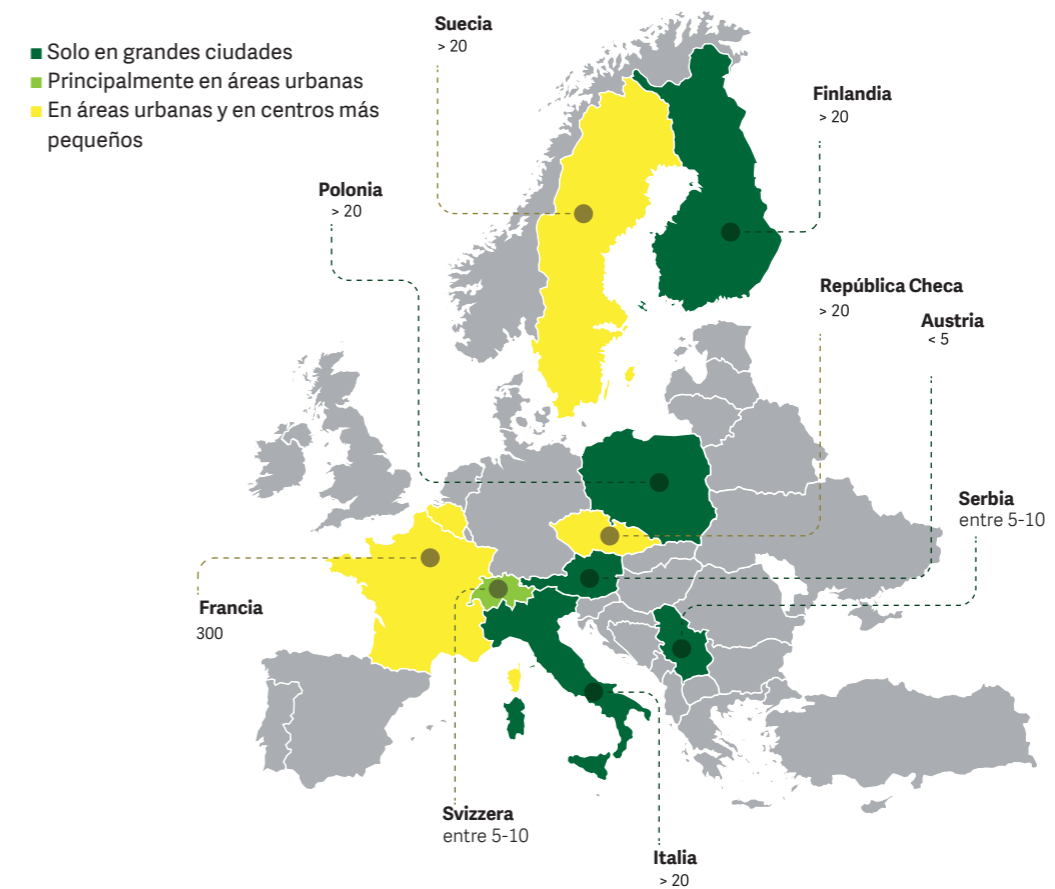 Solo en grandes ciudades
Principalmente en áreas urbanas
En áreas urbanas y en centros más
pequeños
Suecia
> 20
Finlandia
> 20
Polonia
> 20
República Checa
> 20
Austria
< 5
Serbia
entre 5-10
Francia
300
Svizzera
entre 5-10
Italia
> 20